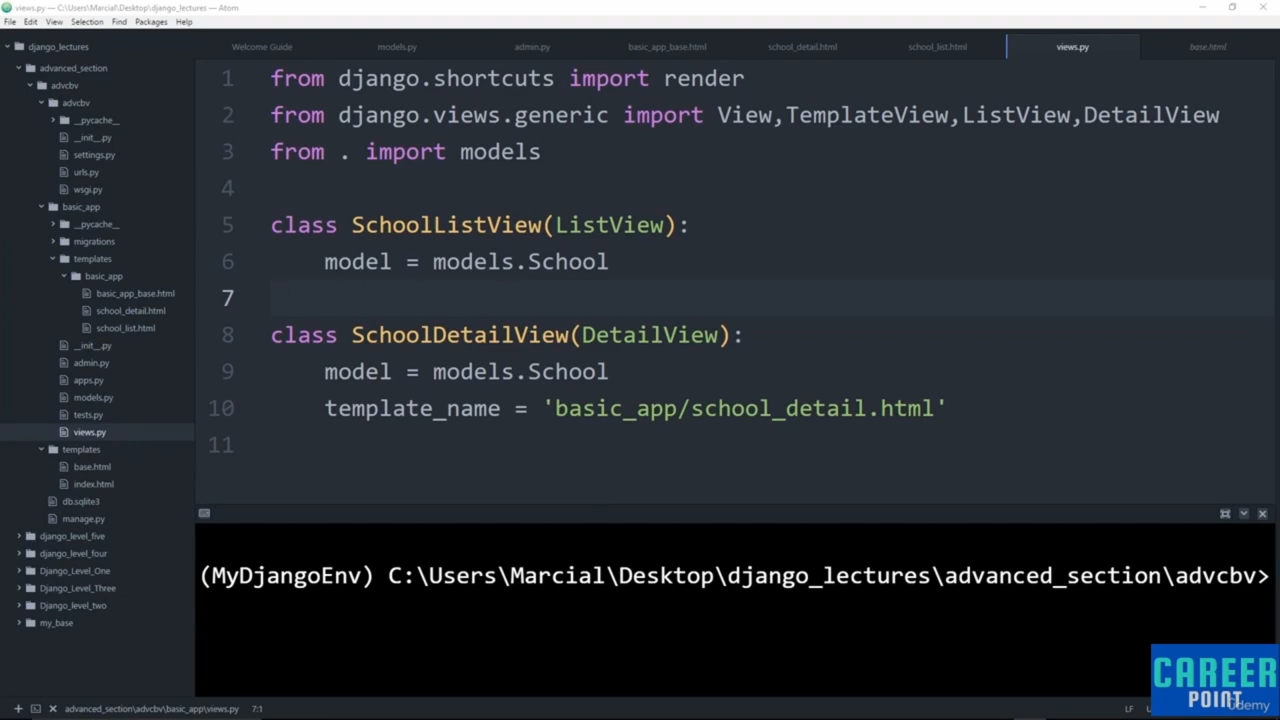 views.py — C:\Users\Marcial\Desktop\django_lectures — Atom
File Edit View Selection Find Packages Help
django_lectures
advanced_section
advcbv
advcbv
__pycache__
__init__.py
settings.py
urls.py
wsgi.py
basic_app
__pycache__
migrations
templates
basic_app
basic_app_base.html
school_detail.html
school_list.html
__init__.py
admin.py
apps.py
models.py
tests.py
views.py
templates
base.html
index.html
db.sqlite3
manage.py
django_level_five
django_level_four
Django_Level_One
Django_Level_Three
Django_level_two
my_base
Welcome Guide models.py admin.py basic_app_base.html school_detail.html school_list.html views.py base.html
1 from django.shortcuts import render
2 from django.views.generic import View,TemplateView,ListView,DetailView
3 from . import models
4
5 class SchoolListView(ListView):
6 model = models.School
7
8 class SchoolDetailView(DetailView):
9 model = models.School
10 template_name = 'basic_app/school_detail.html'
11
(MyDjangoEnv) C:\Users\Marcial\Desktop\django_lectures\advanced_section\advcbv>
advanced_section\advcbv\basic_app\views.py 7:1 LF
CAREER
POINT
Udemy